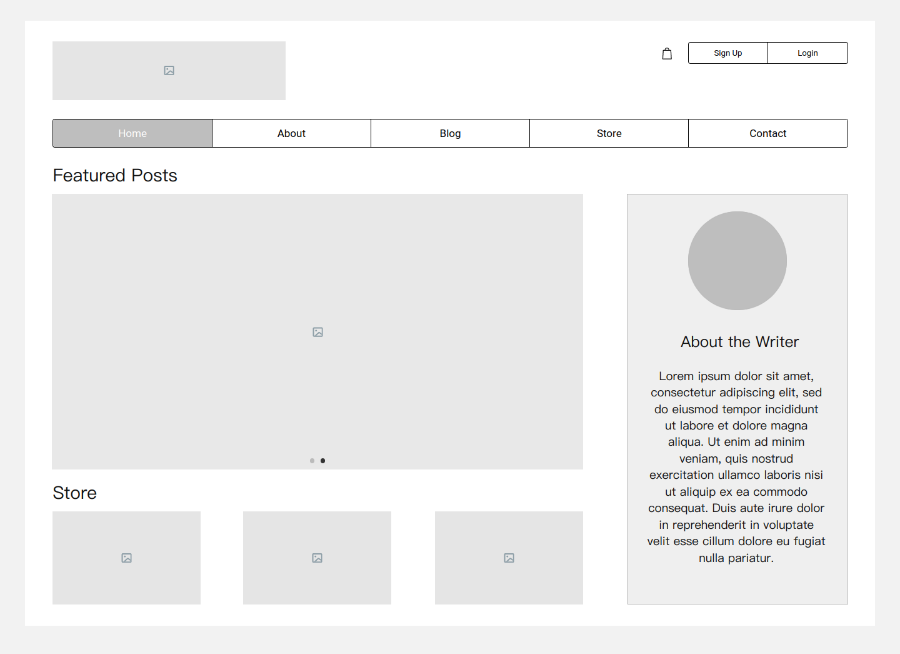 Sign Up
Login
Home
About
Blog
Store
Contact
Featured Posts
About the Writer
Lorem ipsum dolor sit amet,
consectetur adipiscing elit, sed
do eiusmod tempor incididunt
ut labore et dolore magna
aliqua. Ut enim ad minim
veniam, quis nostrud
exercitation ullamco laboris nisi
ut aliquip ex ea commodo
consequat. Duis aute irure dolor
in reprehenderit in voluptate
velit esse cillum dolore eu fugiat
nulla pariatur.
Store